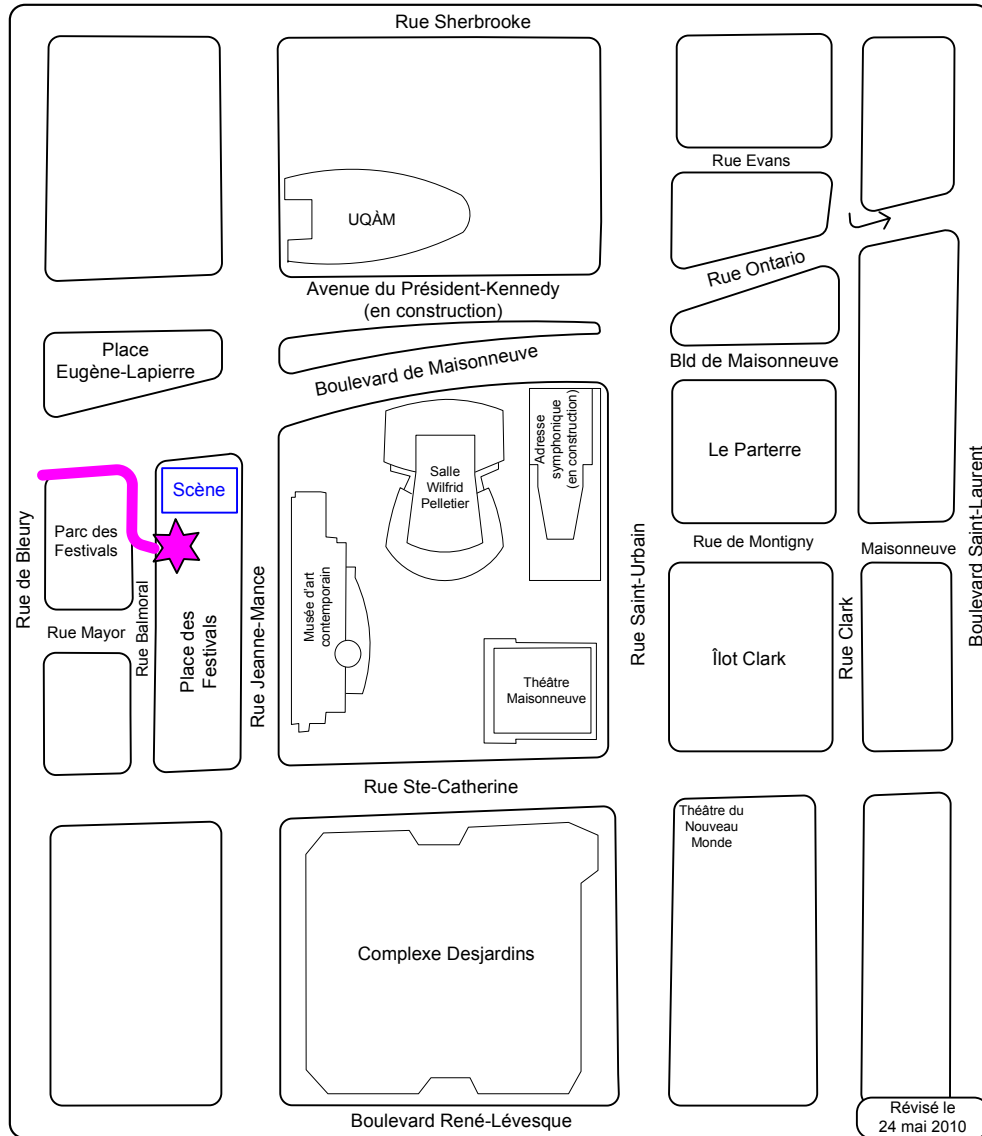 Rue Sherbrooke
Rue Evans
UQÀM
Rue Ontario
Avenue du Président-Kennedy
(en construction)
Place
Eugène-Lapierre
Boulevard de Maisonneuve
Bld de Maisonneuve
Adresse
symphonique
(en construction)
Salle
Wilfrid
Pelletier
Le Parterre
Scène
Parc des
Festivals
Rue de Bleury
Rue Balmoral
Place des
Festivals
Rue Jeanne-Mance
Musée d'art
contemporain
Rue Saint-Urbain
Rue de Montigny
Maisonneuve
Rue Clark
Boulevard Saint-Laurent
Rue Mayor
Îlot Clark
Théâtre
Maisonneuve
Rue Ste-Catherine
Théâtre du
Nouveau
Monde
Complexe Desjardins
Boulevard René-Lévesque
Révisé le
24 mai 2010